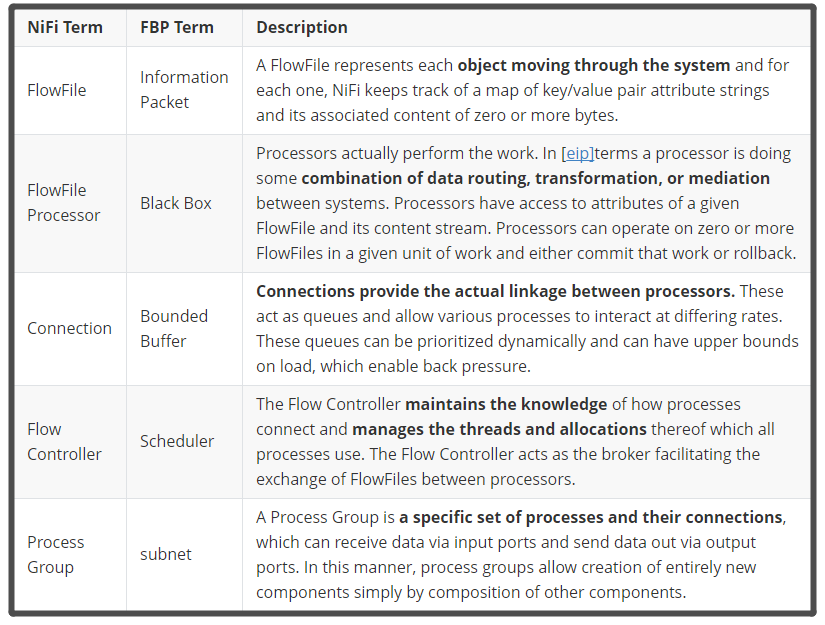 NiFi Term FBP Term Description
FlowFile
Information
Packet
A FlowFile represents each object moving through the system and for
each one, NiFi keeps track of a map of key/value pair attribute strings
and its associated content of zero or more bytes.
FlowFile
Processor
Black Box
Processors actually perform the work. In [eip]terms a processor is doing
some combination of data routing, transformation, or mediation
between systems. Processors have access to attributes of a given
FlowFile and its content stream. Processors can operate on zero or more
FlowFiles in a given unit of work and either commit that work or rollback.
Connection
Bounded
Buffer
Connections provide the actual linkage between processors. These
act as queues and allow various processes to interact at differing rates.
These queues can be prioritized dynamically and can have upper bounds
on load, which enable back pressure.
Flow
Controller
Scheduler
The Flow Controller maintains the knowledge of how processes
connect and manages the threads and allocations thereof which all
processes use. The Flow Controller acts as the broker facilitating the
exchange of FlowFiles between processors.
Process
Group
subnet
A Process Group is a specific set of processes and their connections,
which can receive data via input ports and send data out via output
ports. In this manner, process groups allow creation of entirely new
components simply by composition of other components.